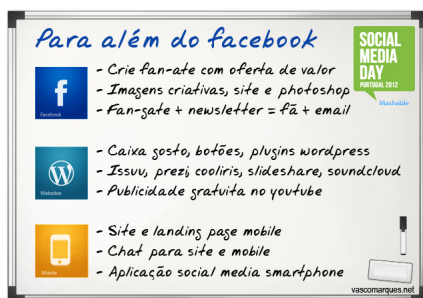 Para além do facebook
SOCIAL
MEDIA
DAY
PORTUGAL 2012
Mashable
- Crie fan-ate com oferta de valor
- Imagens criativas, site e photoshop
- Fan-gate + newsletter = fã + email
Facebook
- Caixa gosto, botões, plugins wordpress
- Issuu, prezi, cooliris, slideshare, soundcloud
- Publicidade gratuita no youtube
Websites
- Site e landing page mobile
- Chat para site e mobile
- Aplicação social media smartphone
Mobile
vascomarques.net